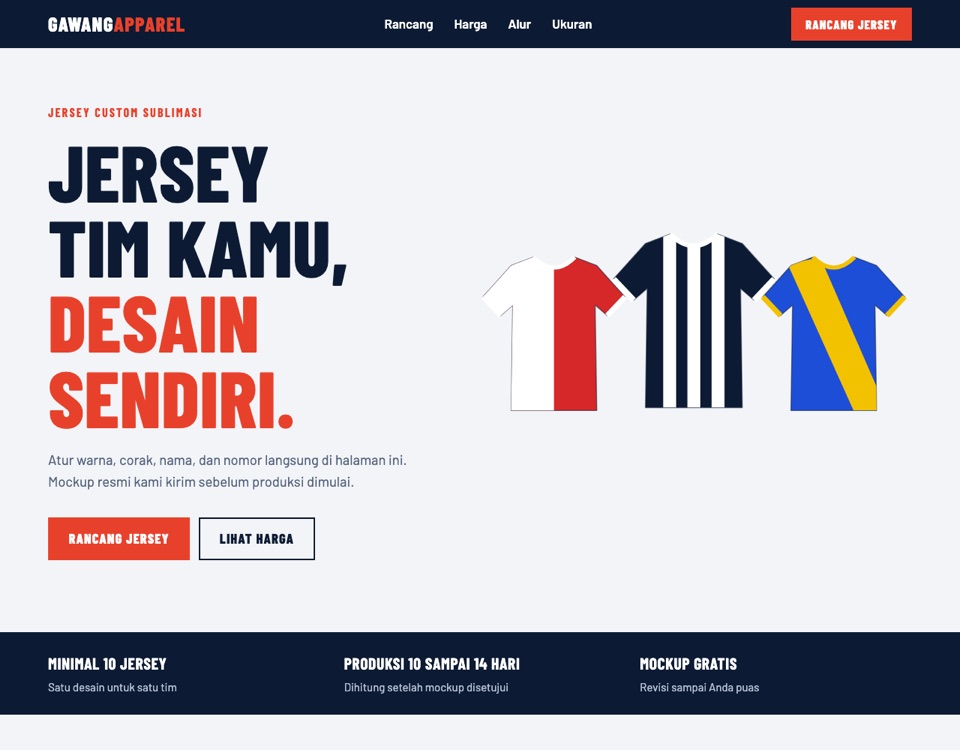 GAWANGAPPAREL
Rancang Harga Alur Ukuran
RANCANG JERSEY
JERSEY CUSTOM SUBLIMASI
JERSEY
TIM KAMU,
DESAIN
SENDIRI.
Atur warna, corak, nama, dan nomor langsung di halaman ini.
Mockup resmi kami kirim sebelum produksi dimulai.
RANCANG JERSEY
LIHAT HARGA
MINIMAL 10 JERSEY
Satu desain untuk satu tim
PRODUKSI 10 SAMPAI 14 HARI
Dihitung setelah mockup disetujui
MOCKUP GRATIS
Revisi sampai Anda puas